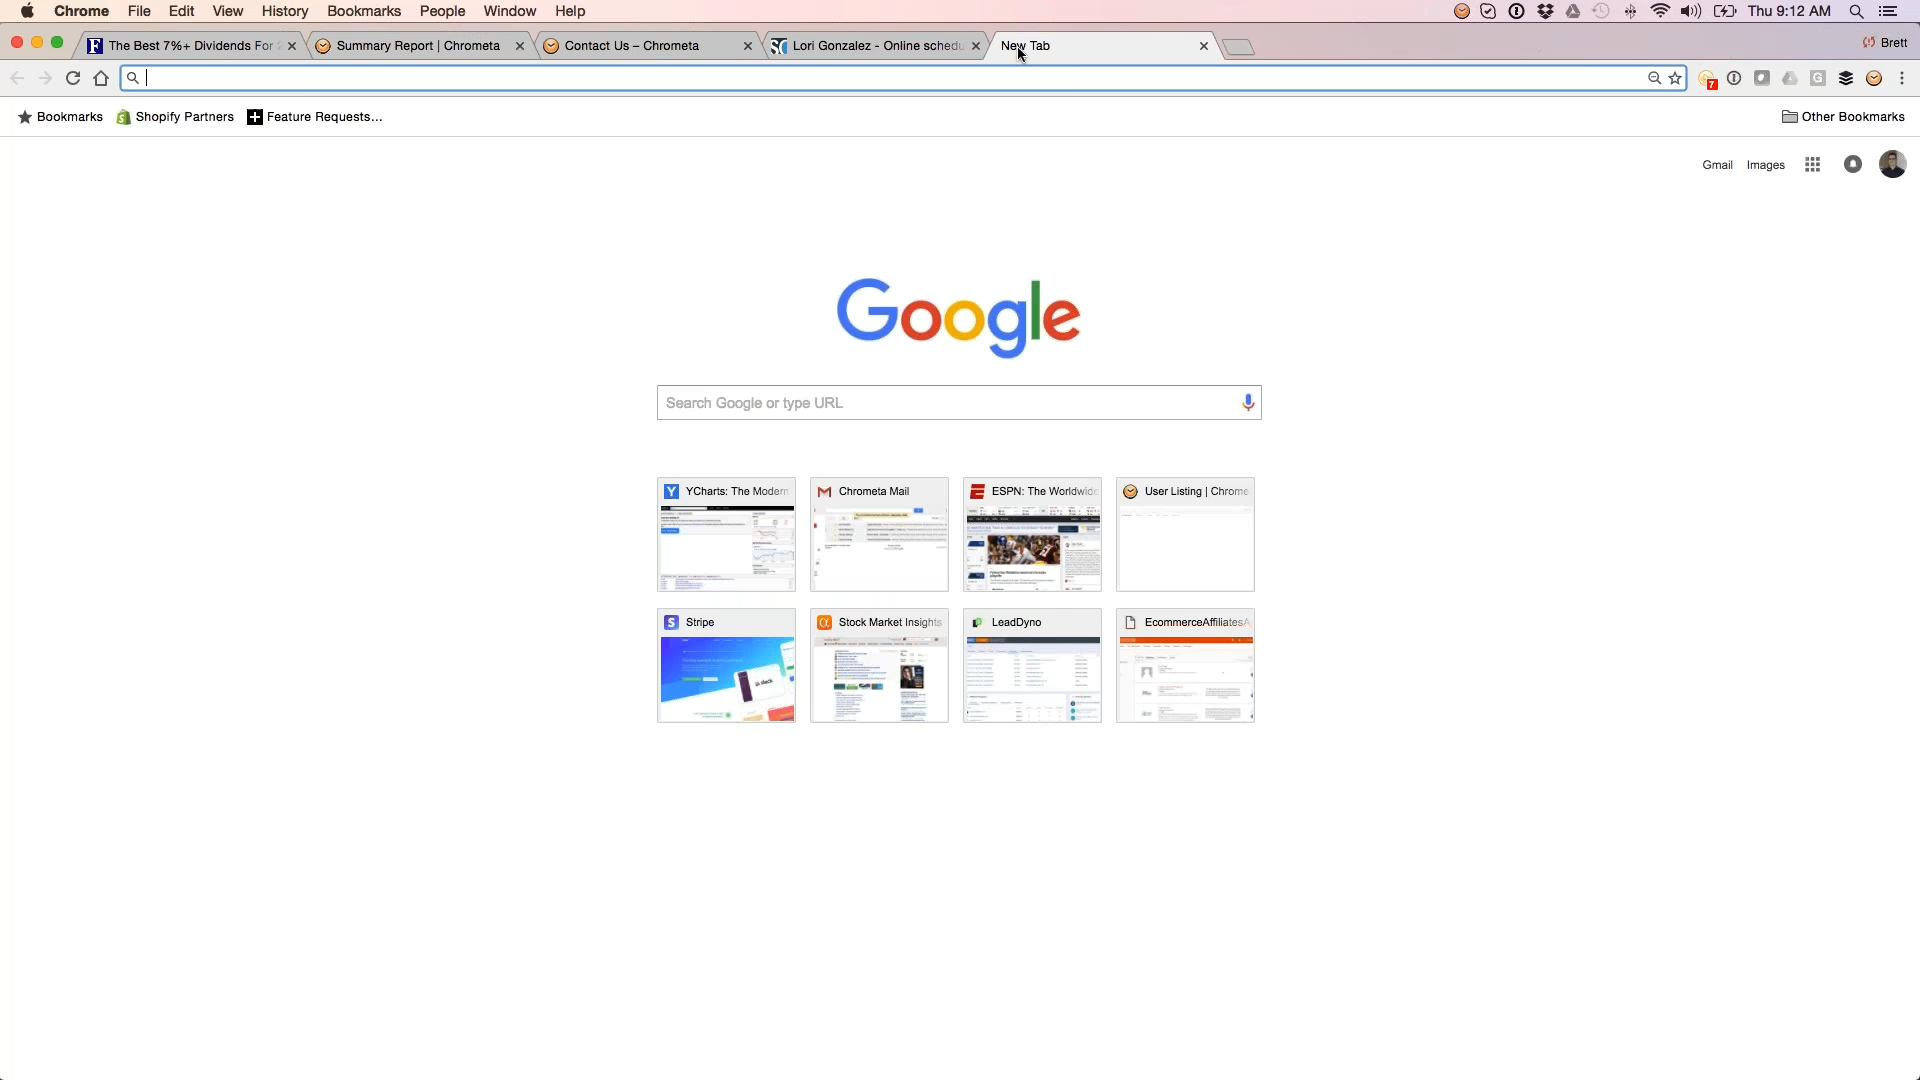 Chrome File Edit View History Bookmarks People Window Help Thu 9:12 AM
The Best 7%+ Dividends For Summary Report | Chrometa Contact Us – Chrometa Lori Gonzalez - Online schedu New Tab Brett
7
Bookmarks Shopify Partners Feature Requests... Other Bookmarks
Gmail Images
Google
Search Google or type URL
YCharts: The Modern Chrometa Mail ESPN: The Worldwide User Listing | Chrome
Stripe Stock Market Insights LeadDyno EcommerceAffiliatesA
slack